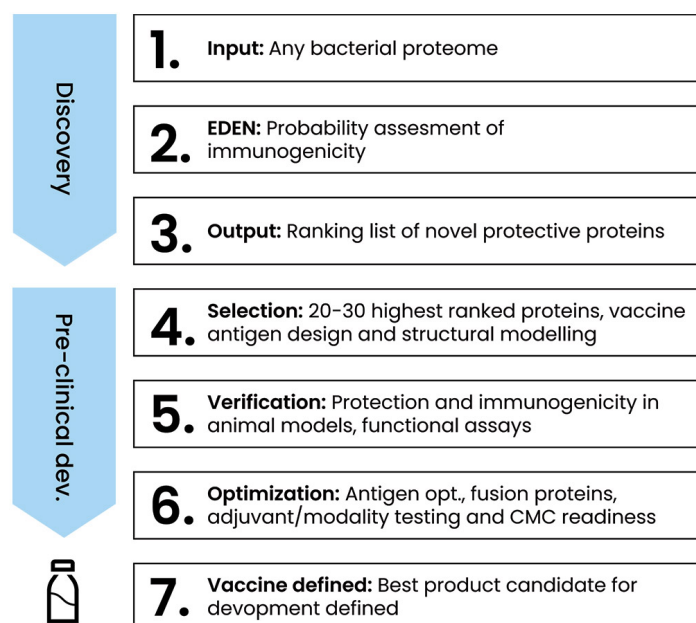 Discovery
1. Input: Any bacterial proteome
2. EDEN: Probability assesment of
immunogenicity
3. Output: Ranking list of novel protective proteins
Pre-clinical dev.
4. Selection: 20-30 highest ranked proteins, vaccine
antigen design and structural modelling
5. Verification: Protection and immunogenicity in
animal models, functional assays
6. Optimization: Antigen opt., fusion proteins,
adjuvant/modality testing and CMC readiness
7. Vaccine defined: Best product candidate for
devopment defined